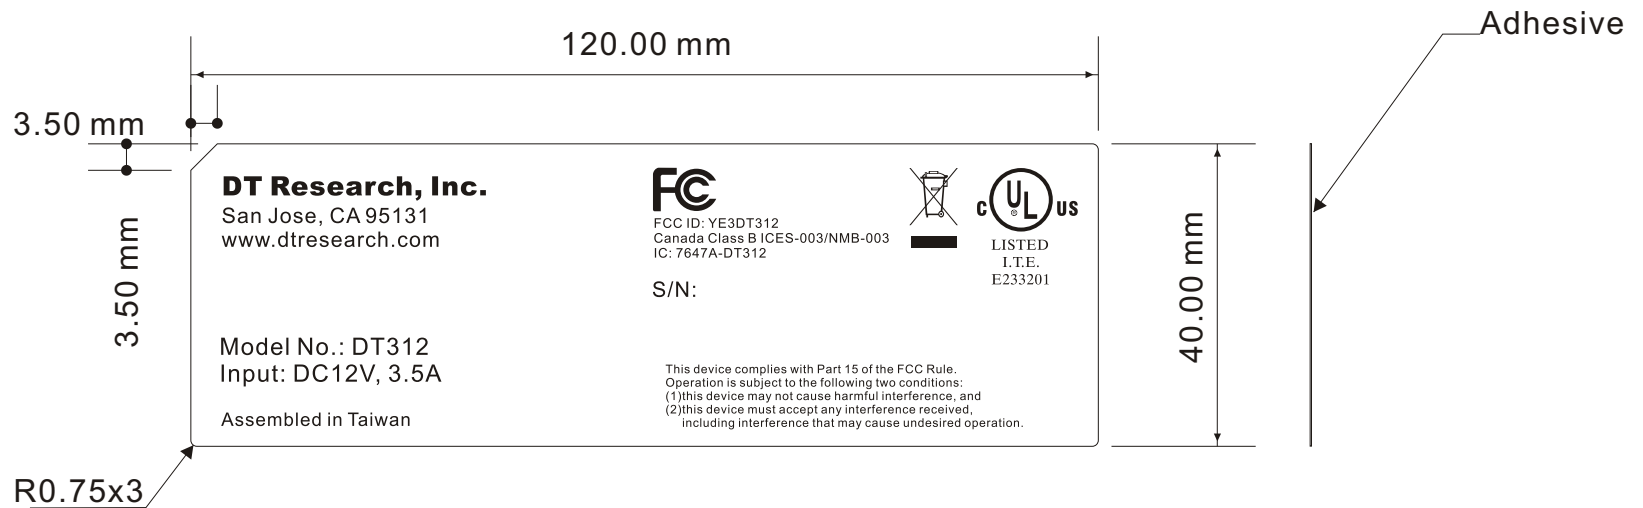 Adhesive
120.00 mm
3.50 mm
3.50 mm
DT Research, Inc.
San Jose, CA 95131
www.dtresearch.com
Model No.: DT312
Input: DC12V, 3.5A
Assembled in Taiwan
FC
FCC ID: YE3DT312
Canada Class B ICES-003/NMB-003
IC: 7647A-DT312
S/N:
C UL ® US
LISTED
I.T.E.
E233201
This device complies with Part 15 of the FCC Rule.
Operation is subject to the following two conditions:
(1)this device may not cause harmful interference, and
(2)this device must accept any interference received,
including interference that may cause undesired operation.
40.00 mm
R0.75x3